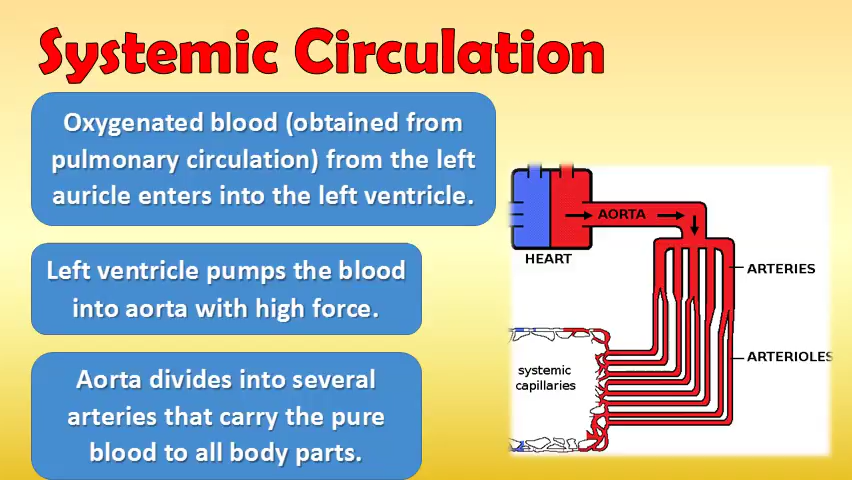 Systemic Circulation
Oxygenated blood (obtained from
pulmonary circulation) from the left
auricle enters into the left ventricle.
Left ventricle pumps the blood
into aorta with high force.
Aorta divides into several
arteries that carry the pure
blood to all body parts.
AORTA
HEART
ARTERIES
ARTERIOLES
systemic
capillaries